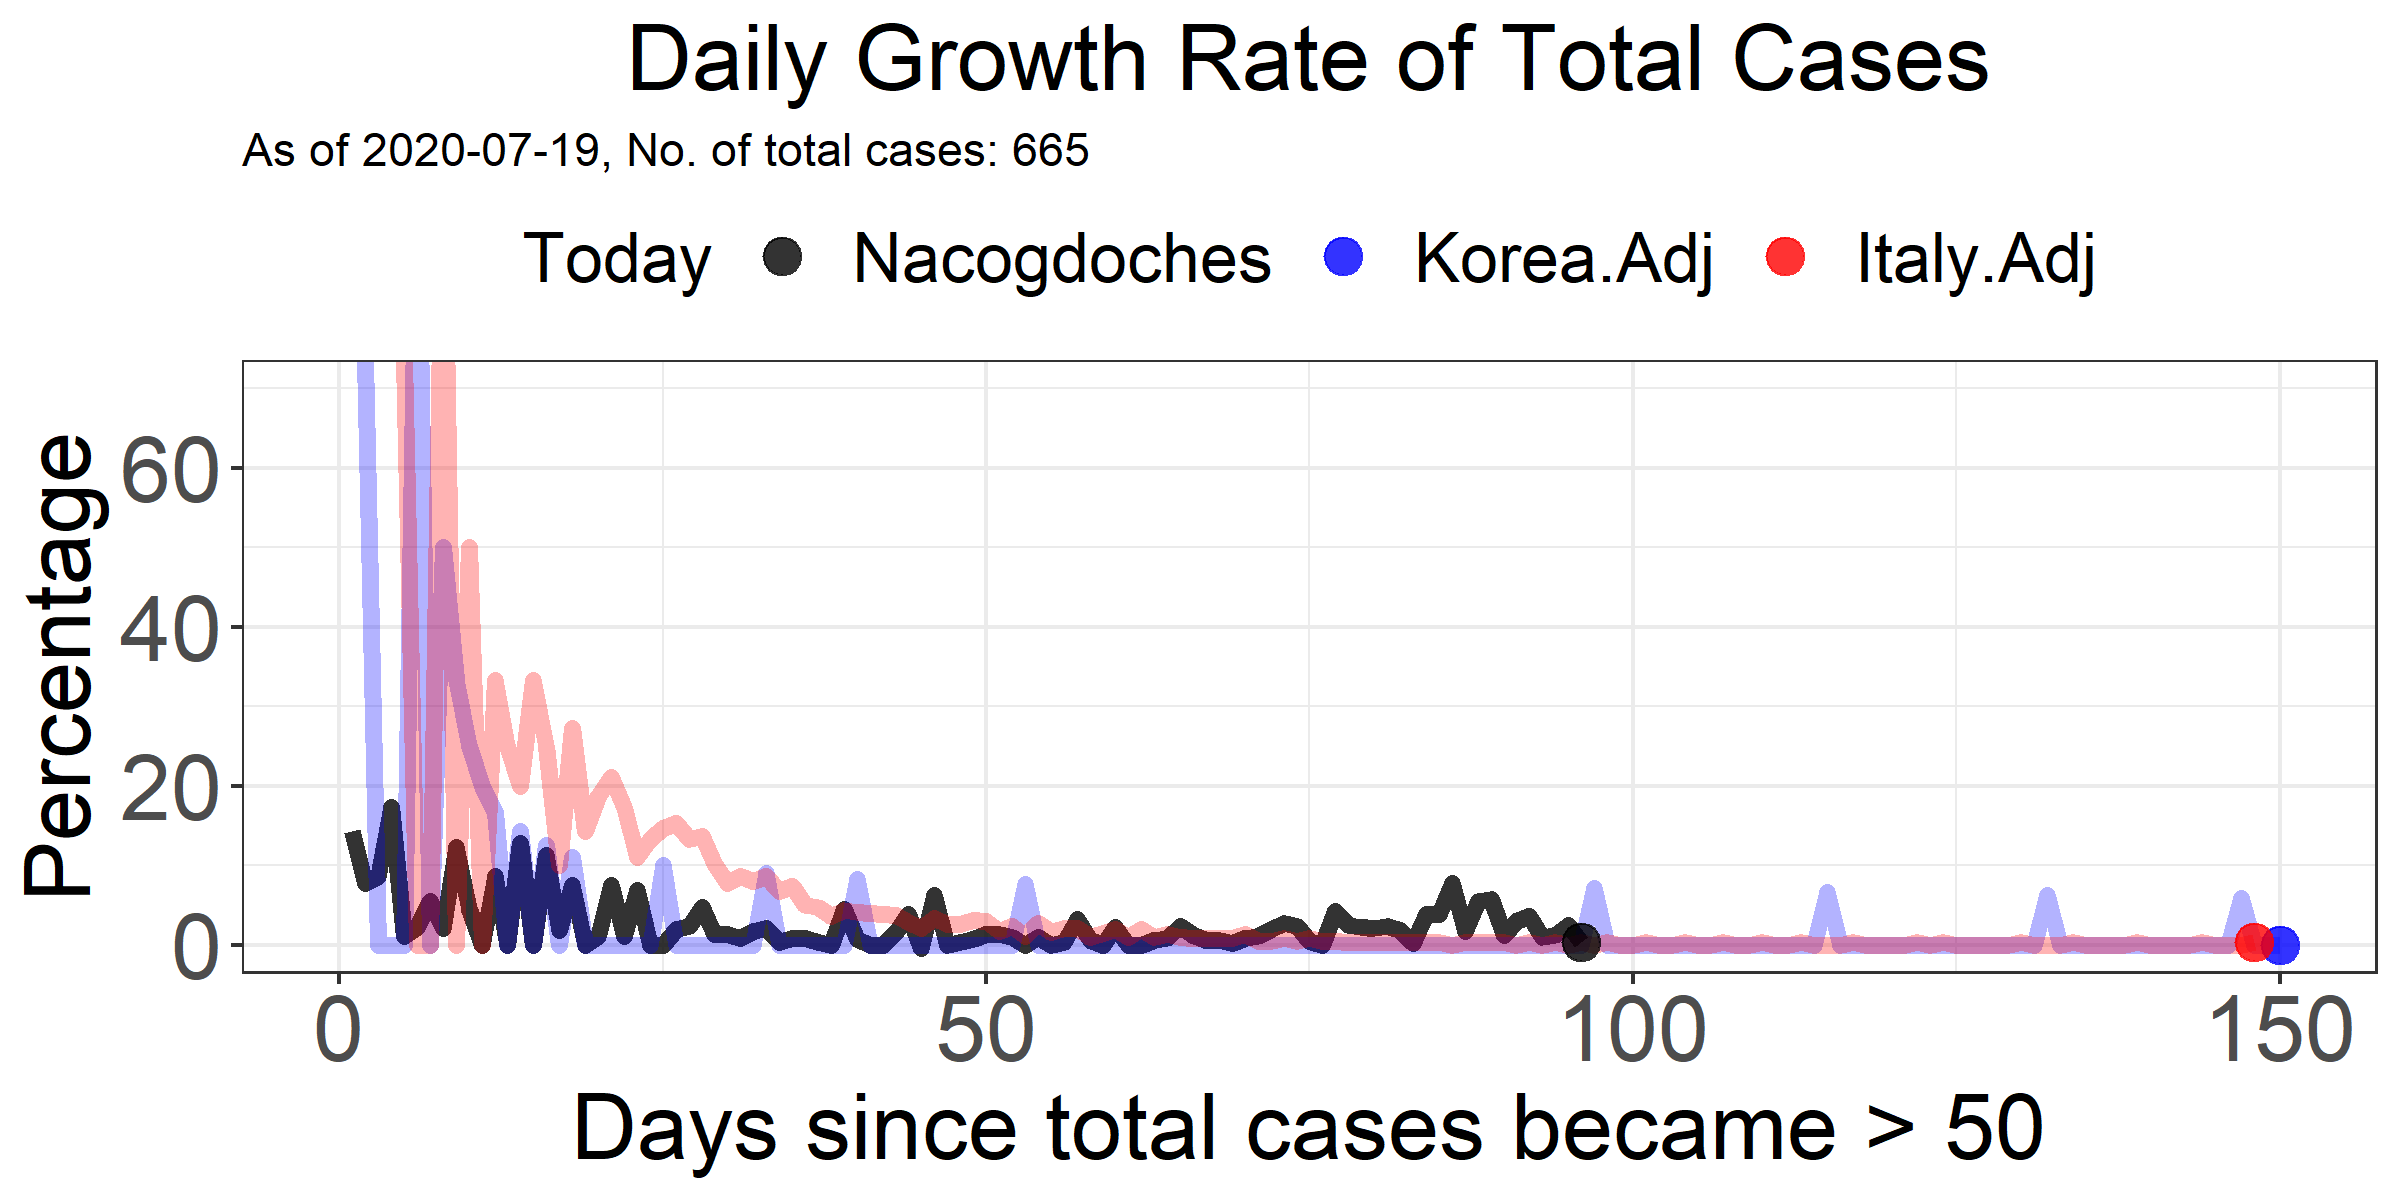 Daily Growth Rate of Total Cases
As of 2020-07-19, No. of total cases: 665
Today Nacogdoches Korea.Adj Italy.Adj
Percentage
60
40
20
0
0 50 100 150
Days since total cases became > 50